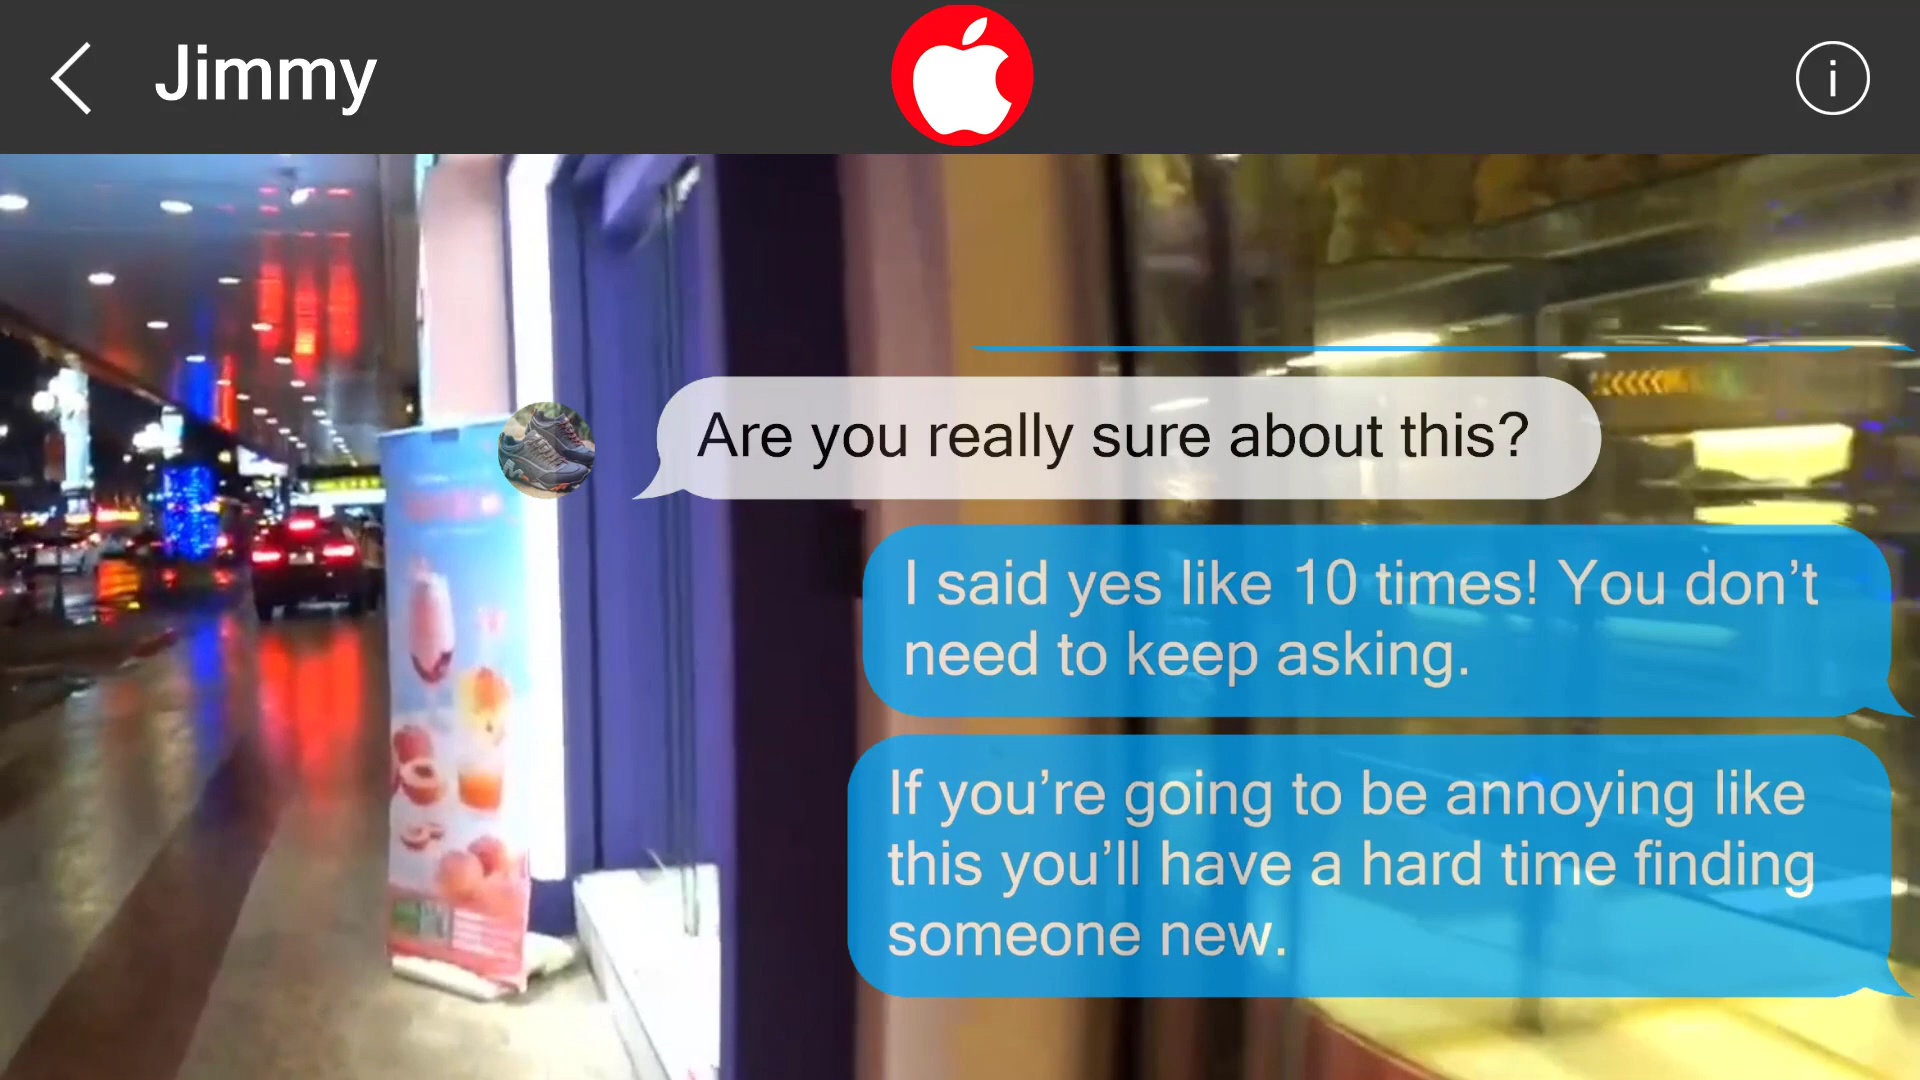 Jimmy
Are you really sure about this?
I said yes like 10 times! You don’t
need to keep asking.
If you’re going to be annoying like
this you’ll have a hard time finding
someone new.